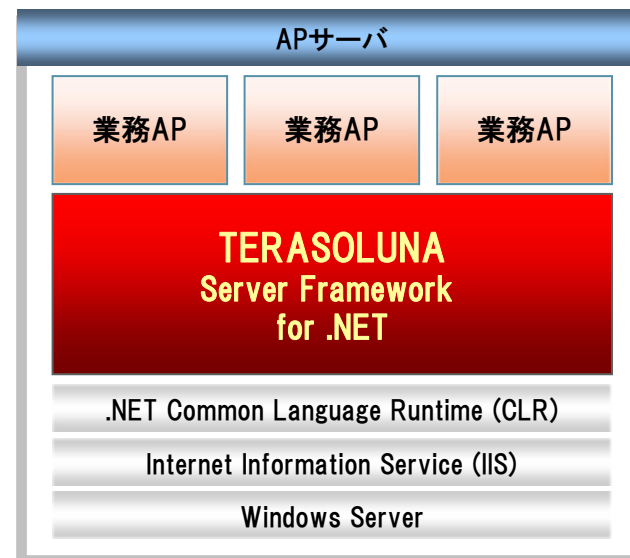 APサーバ
業務AP 業務AP 業務AP
TERASOLUNA
Server Framework
for .NET
.NET Common Language Runtime (CLR)
Internet Information Service (IIS)
Windows Server